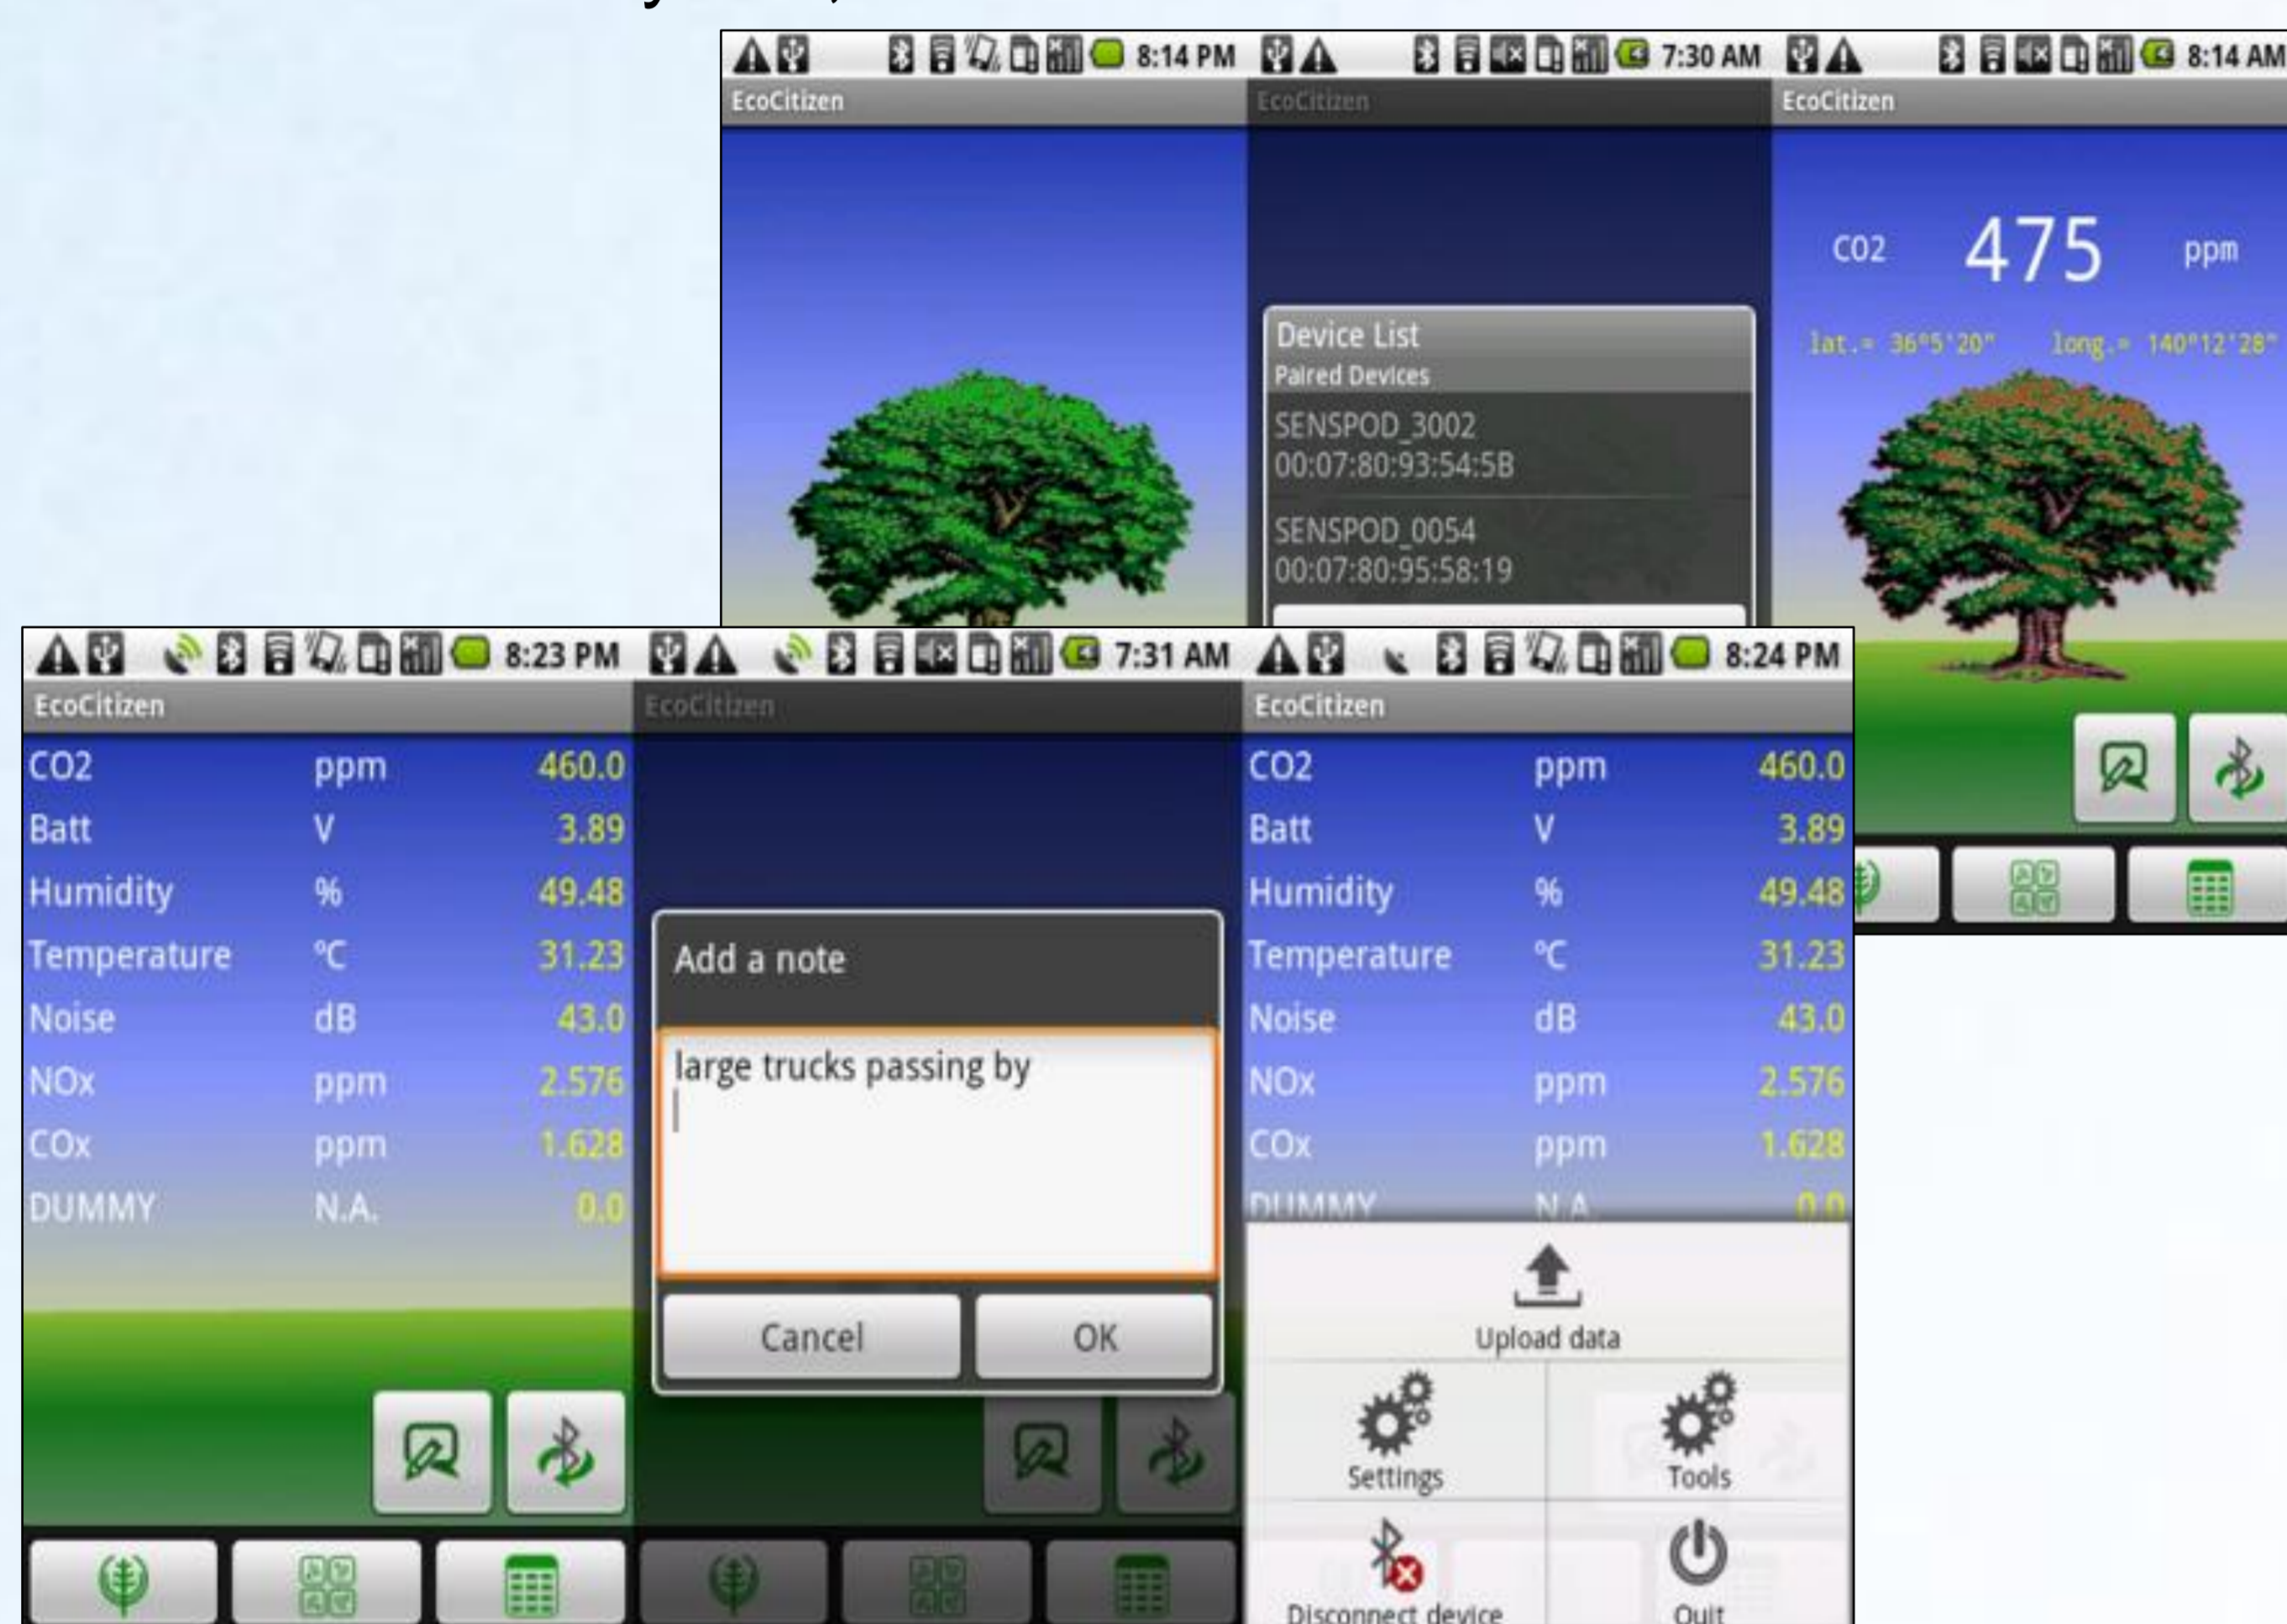 8:14 PM
EcoCitizen
7:30 AM
EcoCitizen
Device List
Paired Devices
SENSPOD_3002
00:07:80:93:54:5B
SENSPOD_0054
00:07:80:95:58:19
8:14 AM
EcoCitizen
CO2 475 ppm
lat.= 36°5'20" long.= 140°12'28"
8:23 PM
EcoCitizen
CO2 ppm 460.0
Batt V 3.89
Humidity % 49.48
Temperature °C 31.23
Noise dB 43.0
NOx ppm 2.576
COx ppm 1.628
DUMMY N.A. 0.0
7:31 AM
EcoCitizen
Add a note
large trucks passing by
Cancel OK
8:24 PM
EcoCitizen
CO2 ppm 460.0
Batt V 3.89
Humidity % 49.48
Temperature °C 31.23
Noise dB 43.0
NOx ppm 2.576
COx ppm 1.628
DUMMY N.A. 0.0
Upload data
Settings Tools
Disconnect device Quit